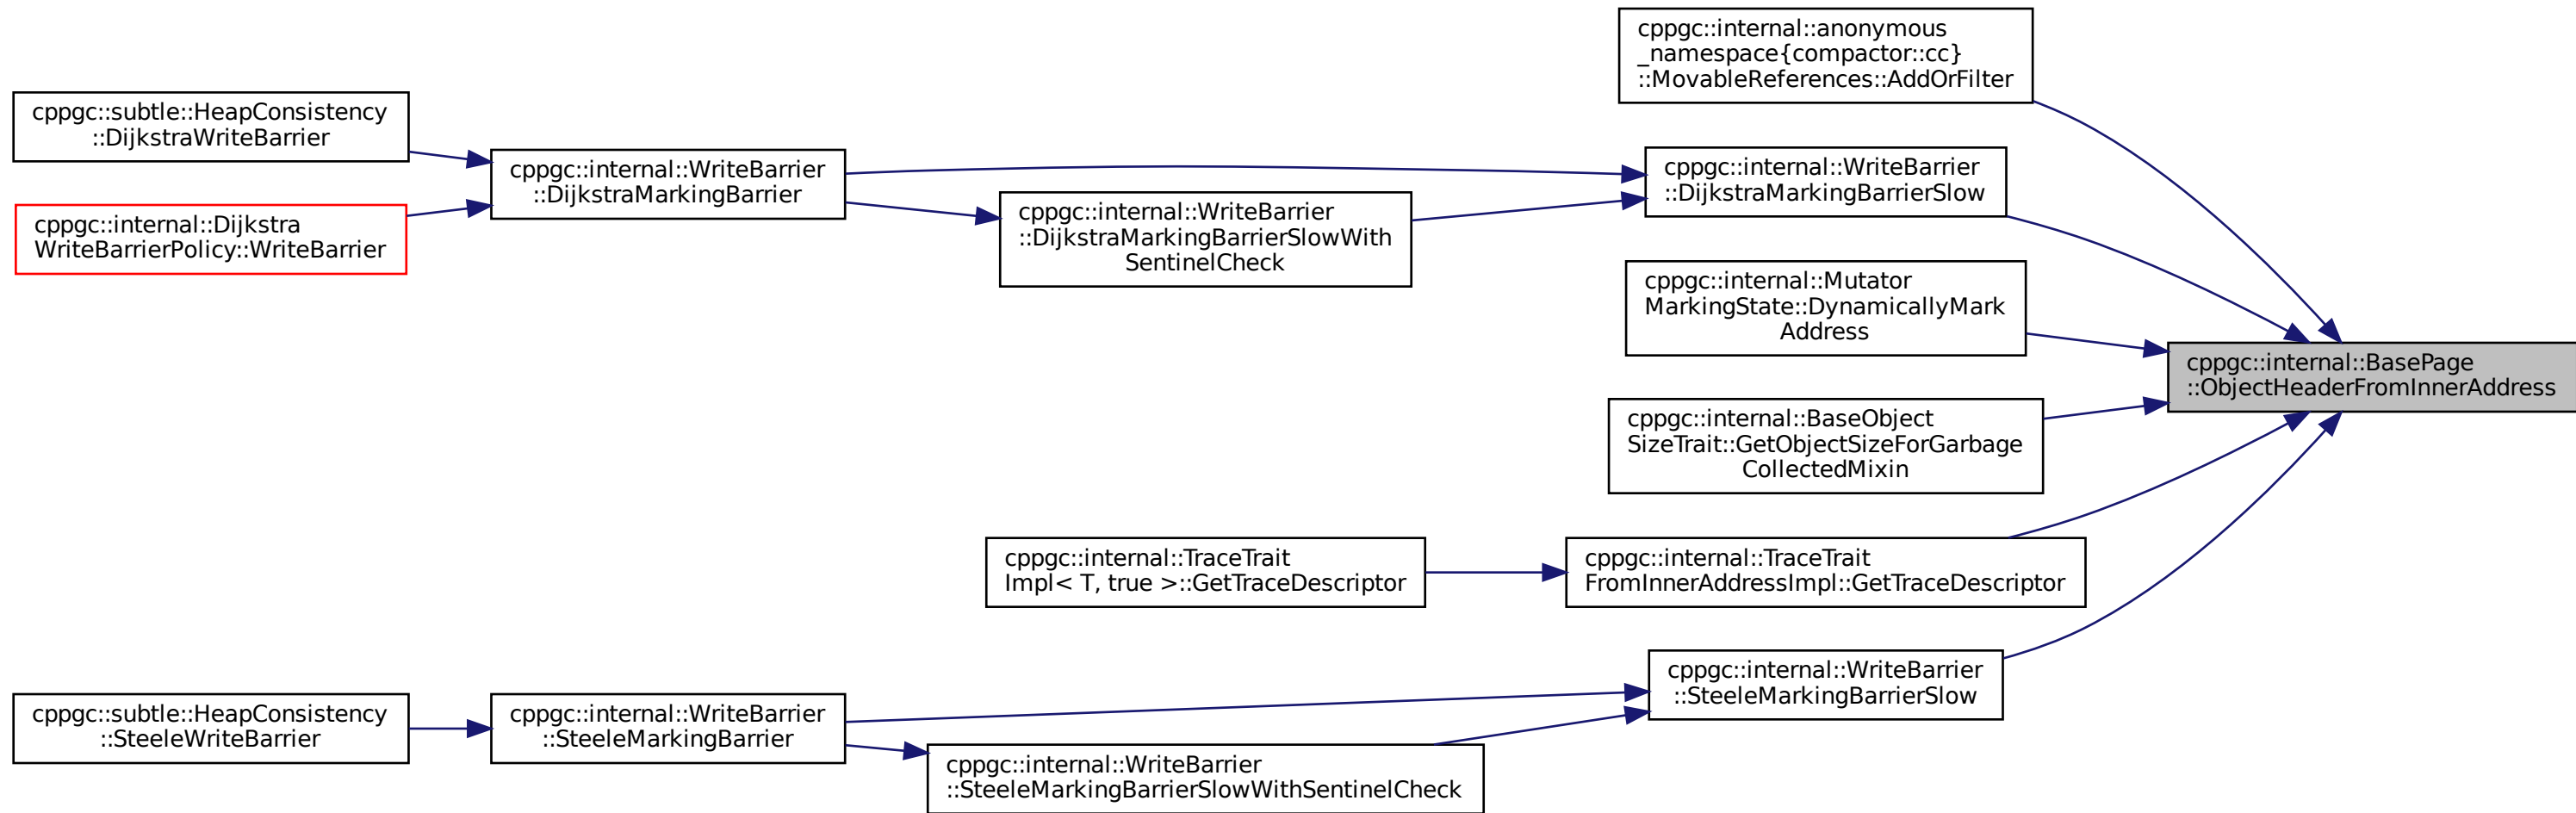 cppgc::internal::anonymous
_namespace{compactor::cc}
::MovableReferences::AddOrFilter
cppgc::subtle::HeapConsistency
::DijkstraWriteBarrier
cppgc::internal::Dijkstra
WriteBarrierPolicy::WriteBarrier
cppgc::internal::WriteBarrier
::DijkstraMarkingBarrier
cppgc::internal::WriteBarrier
::DijkstraMarkingBarrierSlowWith
SentinelCheck
cppgc::internal::WriteBarrier
::DijkstraMarkingBarrierSlow
cppgc::internal::Mutator
MarkingState::DynamicallyMark
Address
cppgc::internal::BasePage
::ObjectHeaderFromInnerAddress
cppgc::internal::BaseObject
SizeTrait::GetObjectSizeForGarbage
CollectedMixin
cppgc::internal::TraceTrait
Impl< T, true >::GetTraceDescriptor
cppgc::internal::TraceTrait
FromInnerAddressImpl::GetTraceDescriptor
cppgc::internal::WriteBarrier
::SteeleMarkingBarrierSlow
cppgc::subtle::HeapConsistency
::SteeleWriteBarrier
cppgc::internal::WriteBarrier
::SteeleMarkingBarrier
cppgc::internal::WriteBarrier
::SteeleMarkingBarrierSlowWithSentinelCheck